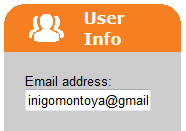 User
Info
Email address:
inigomontoya@gmail